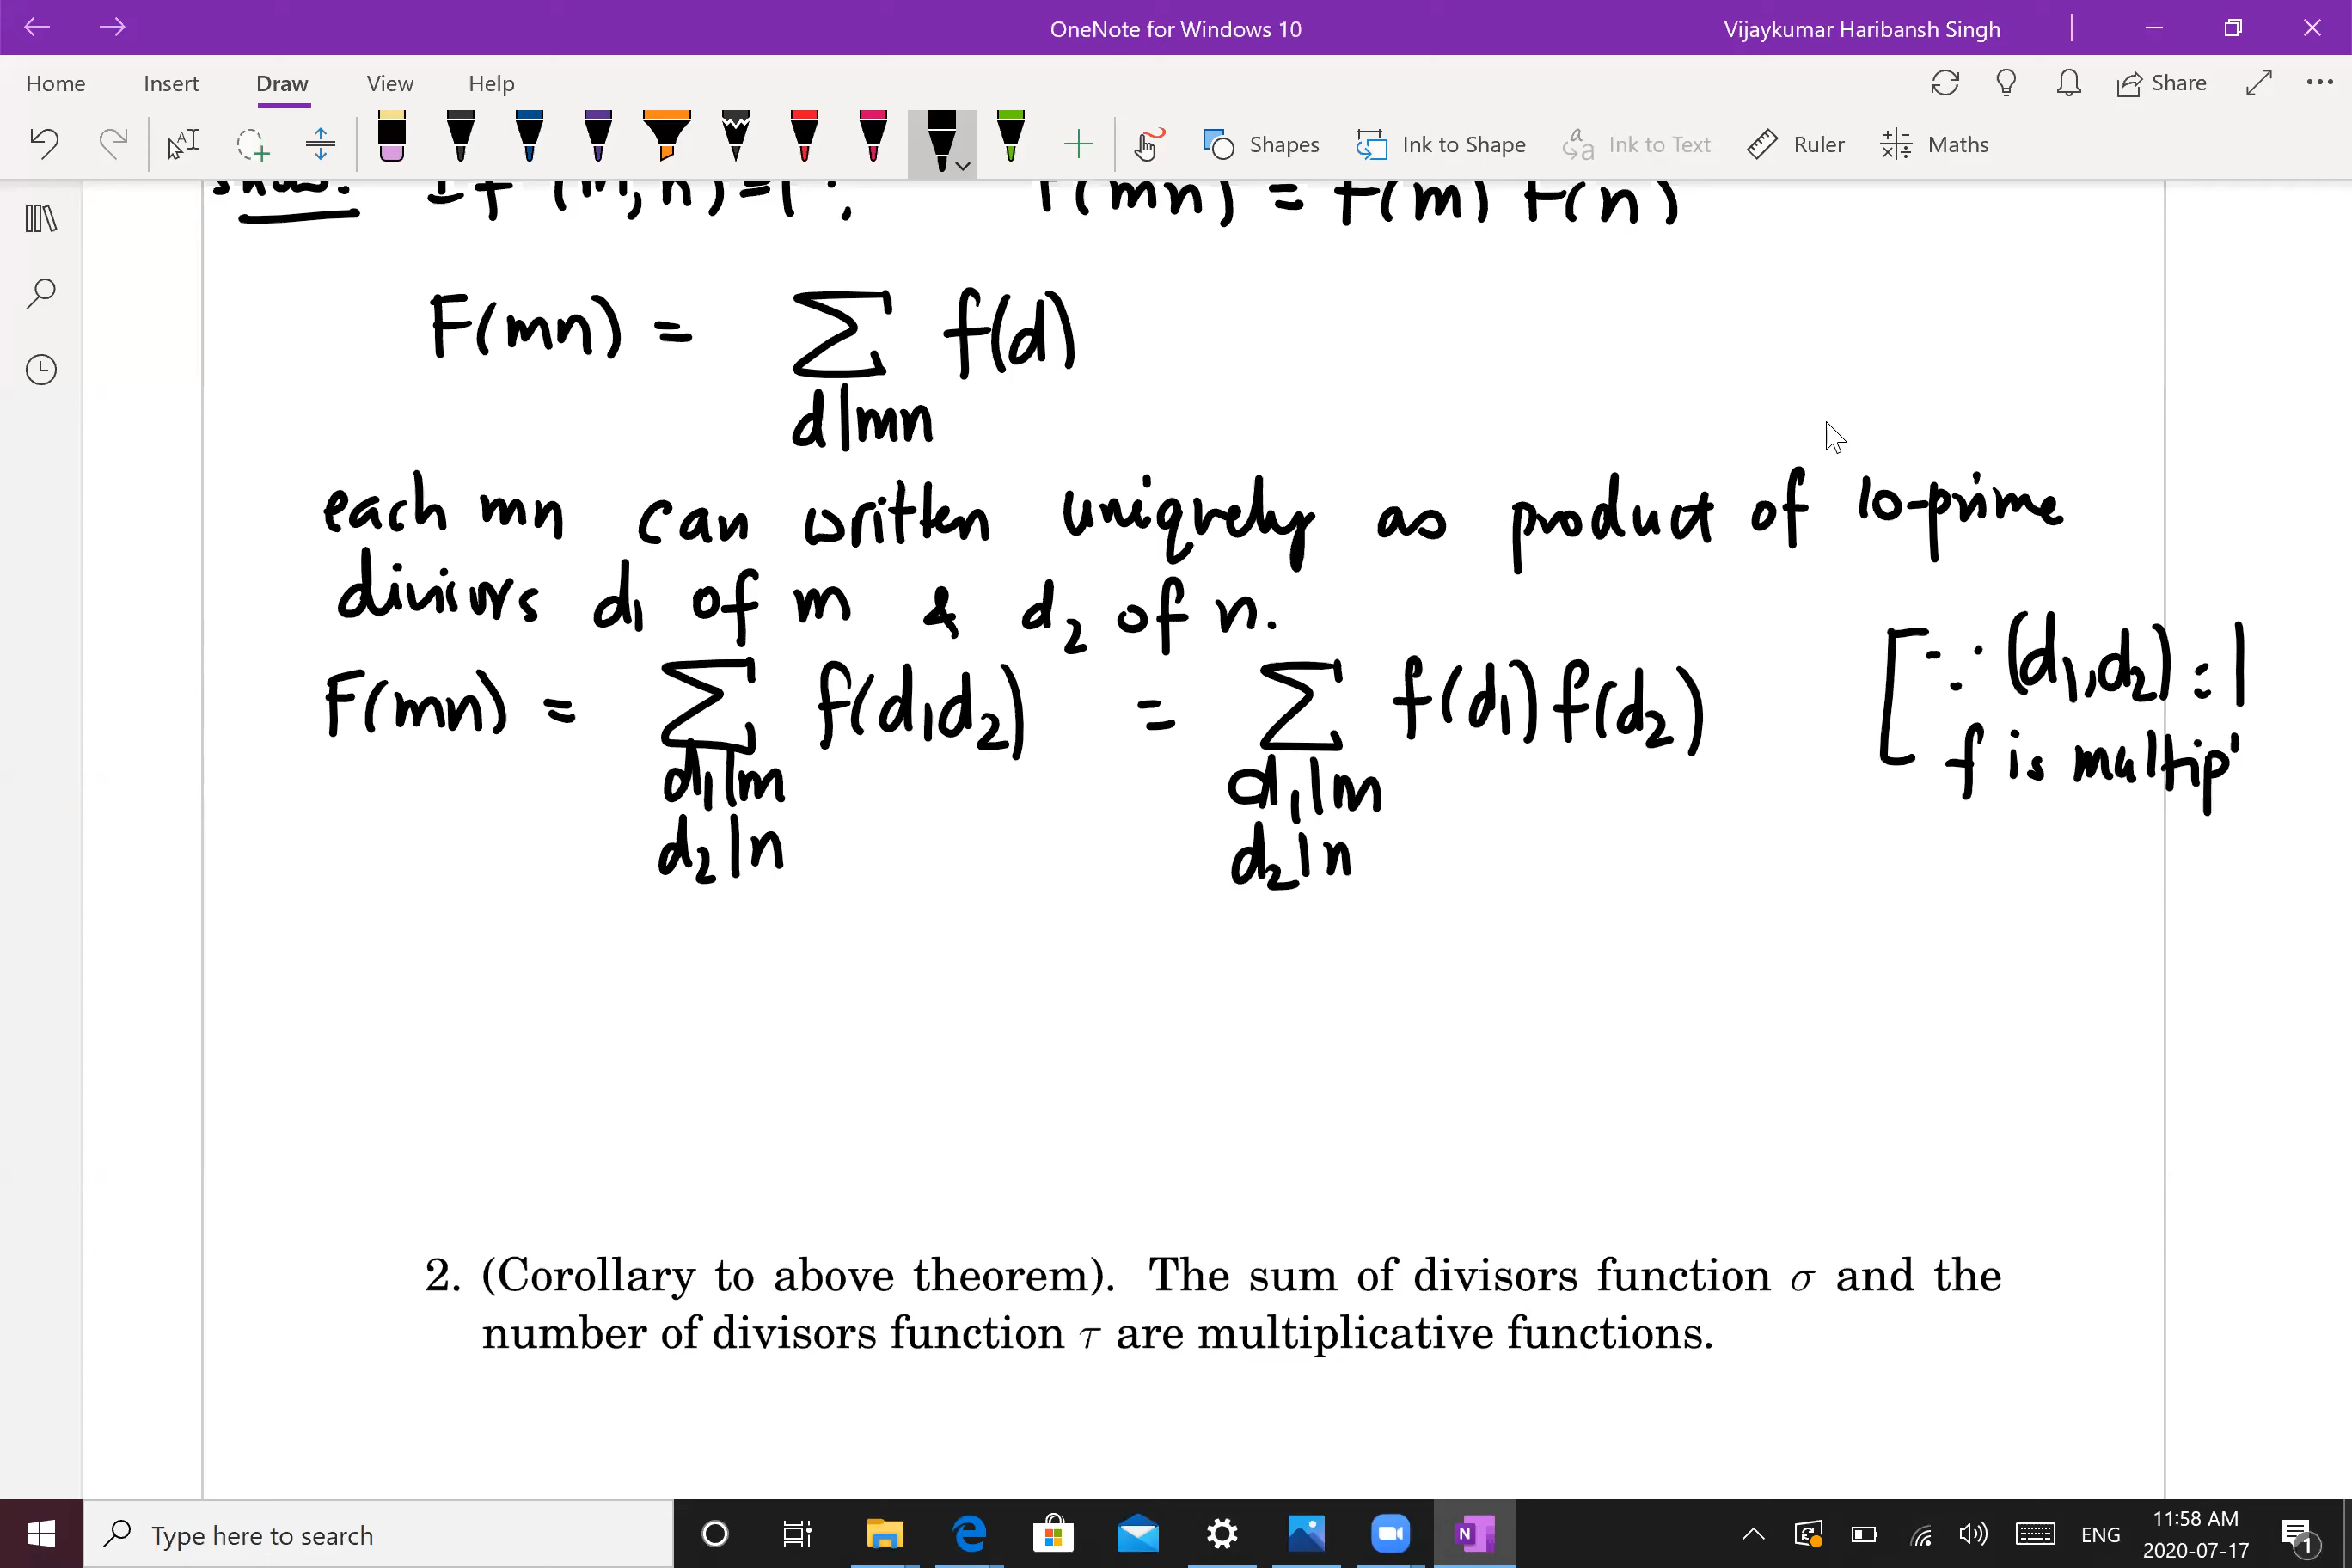 OneNote for Windows 10
Vijaykumar Haribansh Singh
Home Insert Draw View Help Share
Shapes Ink to Shape Ink to Text Ruler Maths
If (m, n) = 1 ; F(mn) = F(m) F(n)
F(mn) = ∑ f(d)
d|mn
each mn can written uniquely as product of co-prime
divisors d₁ of m & d₂ of n.
F(mn) = ∑ f(d₁d₂) = ∑ f(d₁) f(d₂) [∵ (d₁,d₂) = 1
d₁|m d₁|m f is multip'
d₂|n d₂|n
2. (Corollary to above theorem). The sum of divisors function σ and the
number of divisors function τ are multiplicative functions.
Type here to search
ENG
11:58 AM
2020-07-17
1